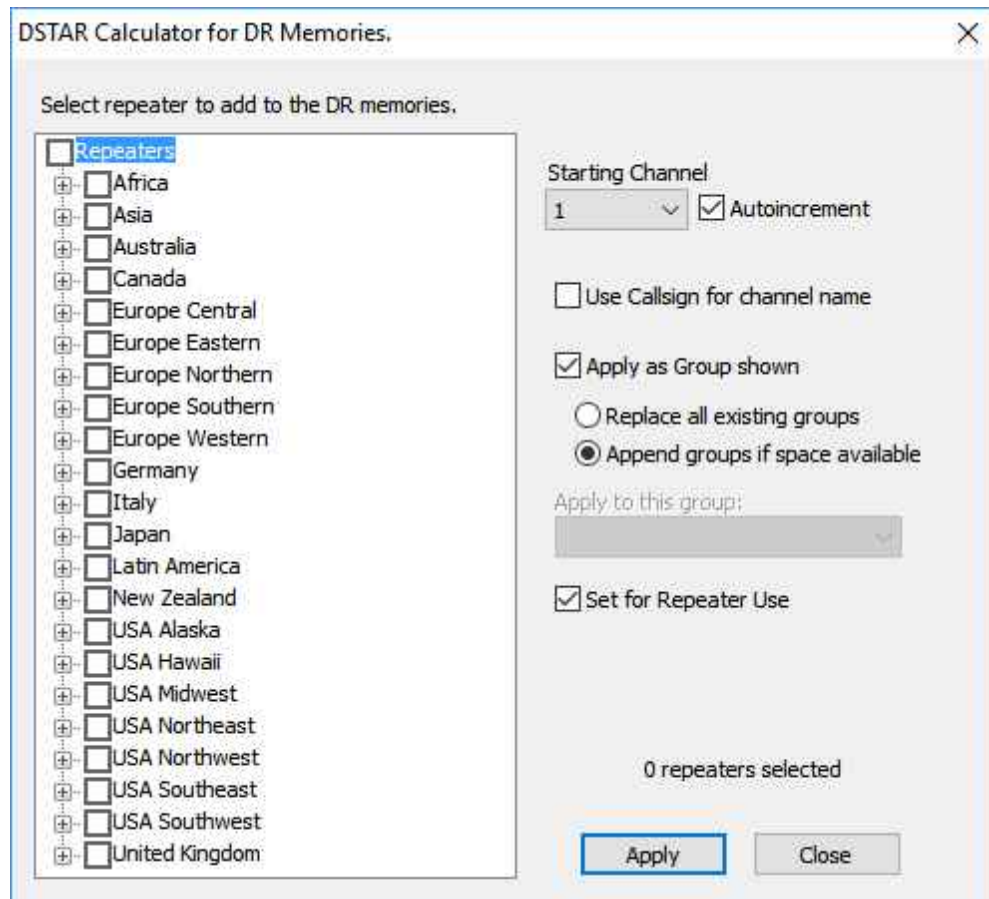 DSTAR Calculator for DR Memories.
Select repeater to add to the DR memories.
Repeaters
Africa
Asia
Australia
Canada
Europe Central
Europe Eastern
Europe Northern
Europe Southern
Europe Western
Germany
Italy
Japan
Latin America
New Zealand
USA Alaska
USA Hawaii
USA Midwest
USA Northeast
USA Northwest
USA Southeast
USA Southwest
United Kingdom
Starting Channel
1 Autoincrement
Use Callsign for channel name
Apply as Group shown
Replace all existing groups
Append groups if space available
Apply to this group:
Set for Repeater Use
0 repeaters selected
Apply Close